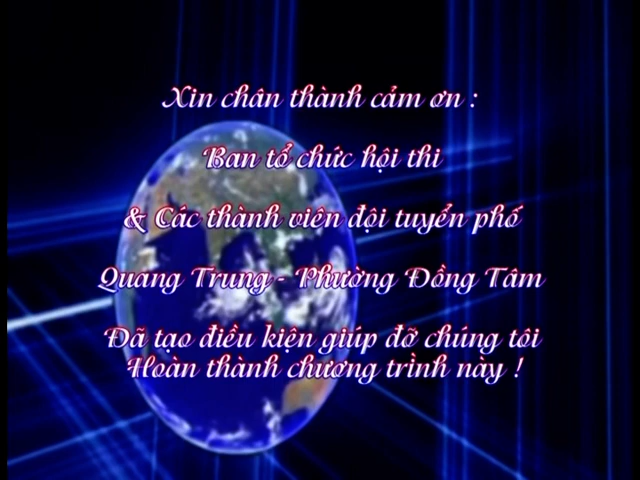 Xin chân thành cảm ơn :
Ban tổ chức hội thi
& Các thành viên đội tuyển phố
Quang Trung - Phường Đồng Tâm
Đã tạo điều kiện giúp đỡ chúng tôi
Hoàn thành chương trình này !